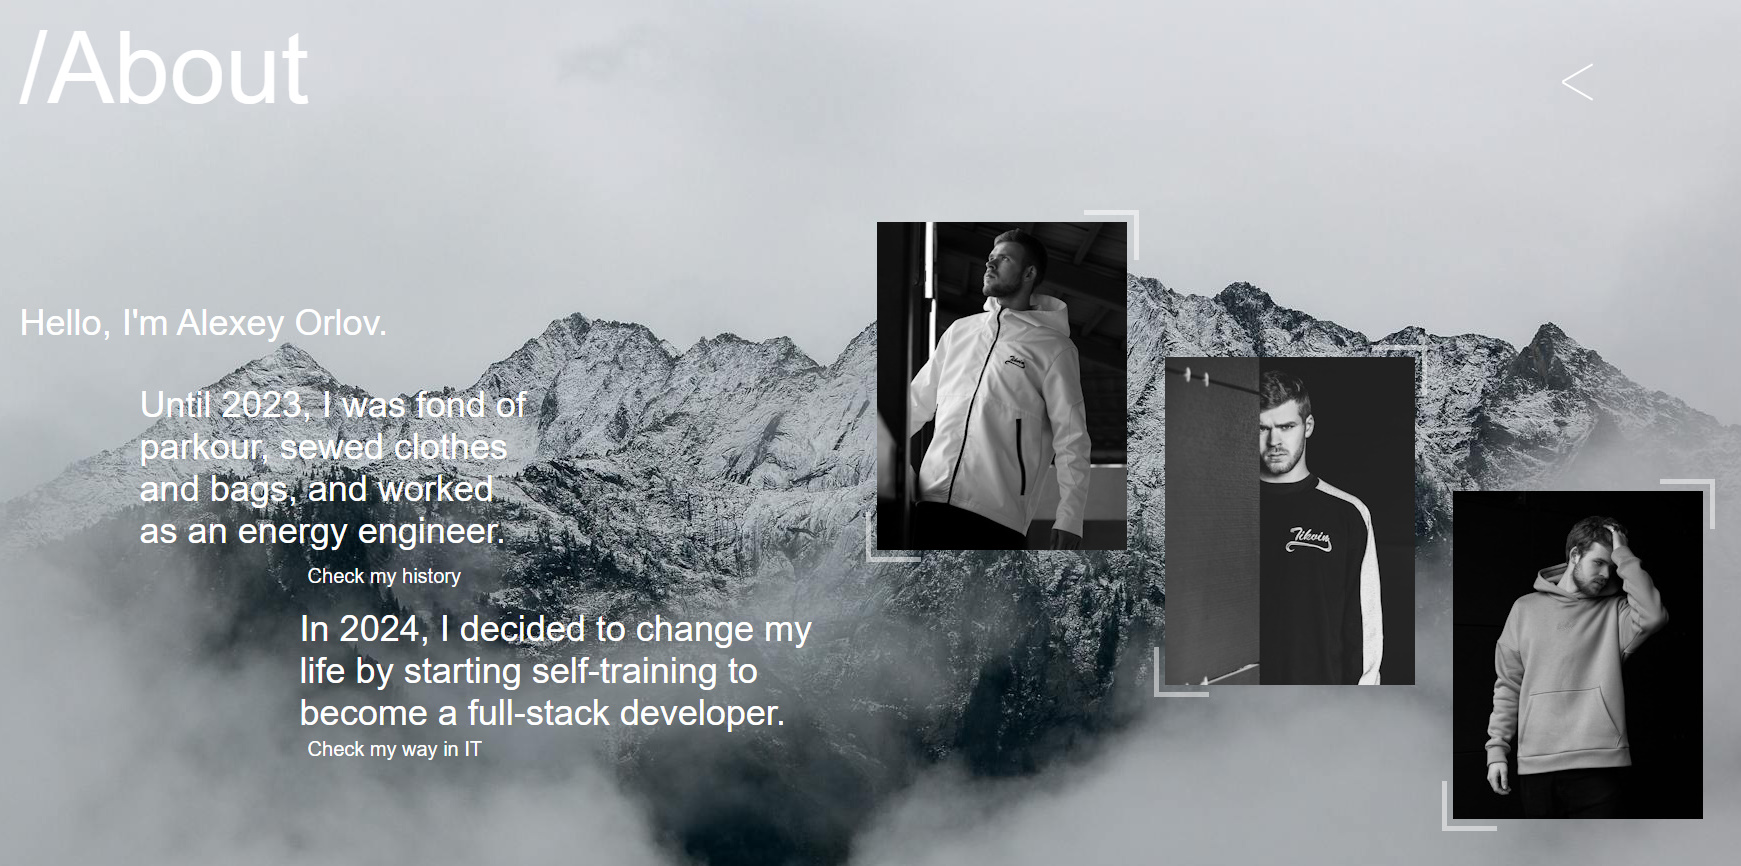 /About
Hello, I'm Alexey Orlov.
Until 2023, I was fond of
parkour, sewed clothes
and bags, and worked
as an energy engineer.
Check my history
In 2024, I decided to change my
life by starting self-training to
become a full-stack developer.
Check my way in IT
Tikvin
Tikvin